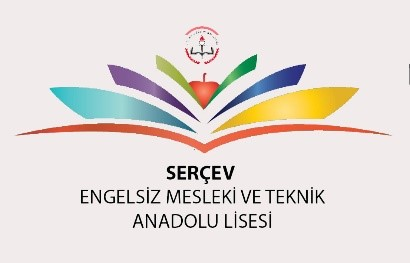 SERÇEV
ENGELSİZ MESLEKİ VE TEKNİK
ANADOLU LİSESİ